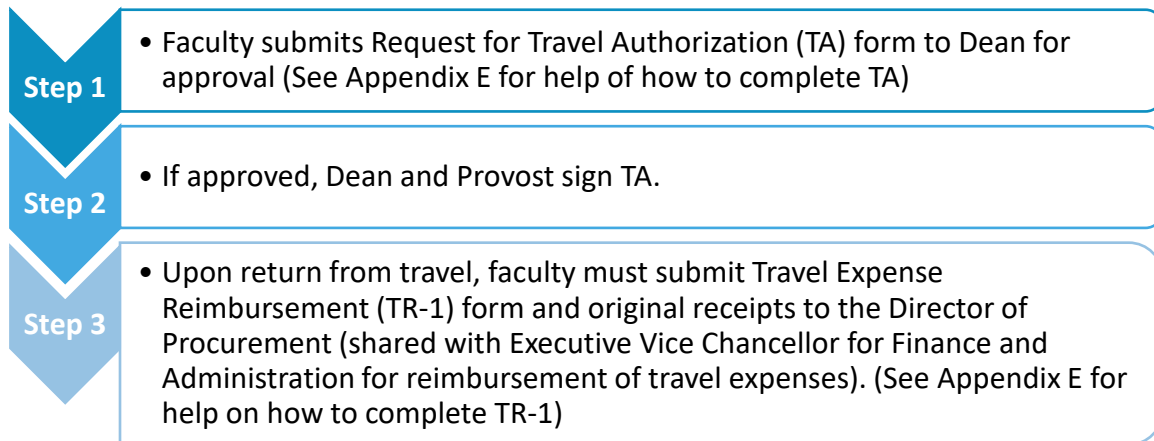 Step 1
• Faculty submits Request for Travel Authorization (TA) form to Dean for
approval (See Appendix E for help of how to complete TA)
Step 2
• If approved, Dean and Provost sign TA.
Step 3
• Upon return from travel, faculty must submit Travel Expense
Reimbursement (TR-1) form and original receipts to the Director of
Procurement (shared with Executive Vice Chancellor for Finance and
Administration for reimbursement of travel expenses). (See Appendix E for
help on how to complete TR-1)